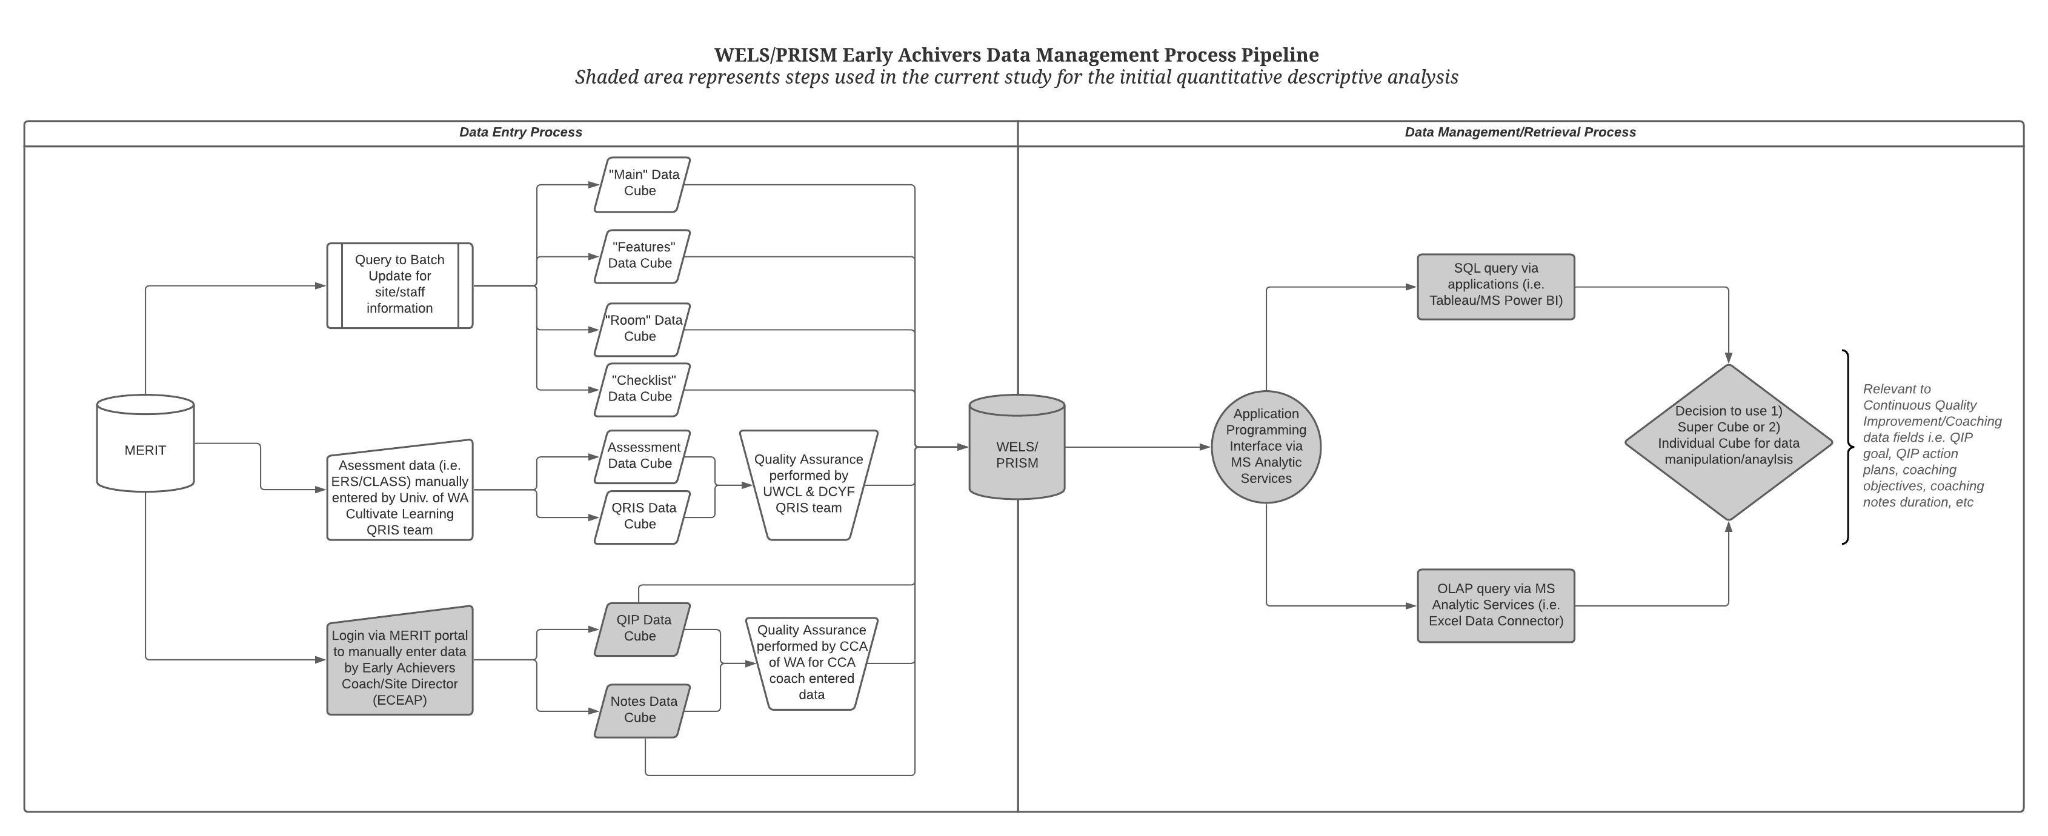 WELS/PRISM Early Achivers Data Management Process Pipeline
Shaded area represents steps used in the current study for the initial quantitative descriptive analysis
Data Entry Process
Data Management/Retrieval Process
MERIT
Query to Batch
Update for
site/staff
information
"Main" Data
Cube
"Features"
Data Cube
"Room" Data
Cube
"Checklist"
Data Cube
Asessment data (i.e.
ERS/CLASS) manually
entered by Univ. of WA
Cultivate Learning
QRIS team
Assessment
Data Cube
QRIS Data
Cube
Quality Assurance
performed by
UWCL & DCYF
QRIS team
Login via MERIT portal
to manually enter data
by Early Achievers
Coach/Site Director
(ECEAP)
QIP Data
Cube
Notes Data
Cube
Quality Assurance
performed by CCA
of WA for CCA
coach entered
data
WELS/
PRISM
Application
Programming
Interface via
MS Analytic
Services
SQL query via
applications (i.e.
Tableau/MS Power BI)
OLAP query via MS
Analytic Services (i.e.
Excel Data Connector)
Decision to use 1)
Super Cube or 2)
Individual Cube for data
manipulation/anaylsis
Relevant to
Continuous Quality
Improvement/Coaching
data fields i.e. QIP
goal, QIP action
plans, coaching
objectives, coaching
notes duration, etc